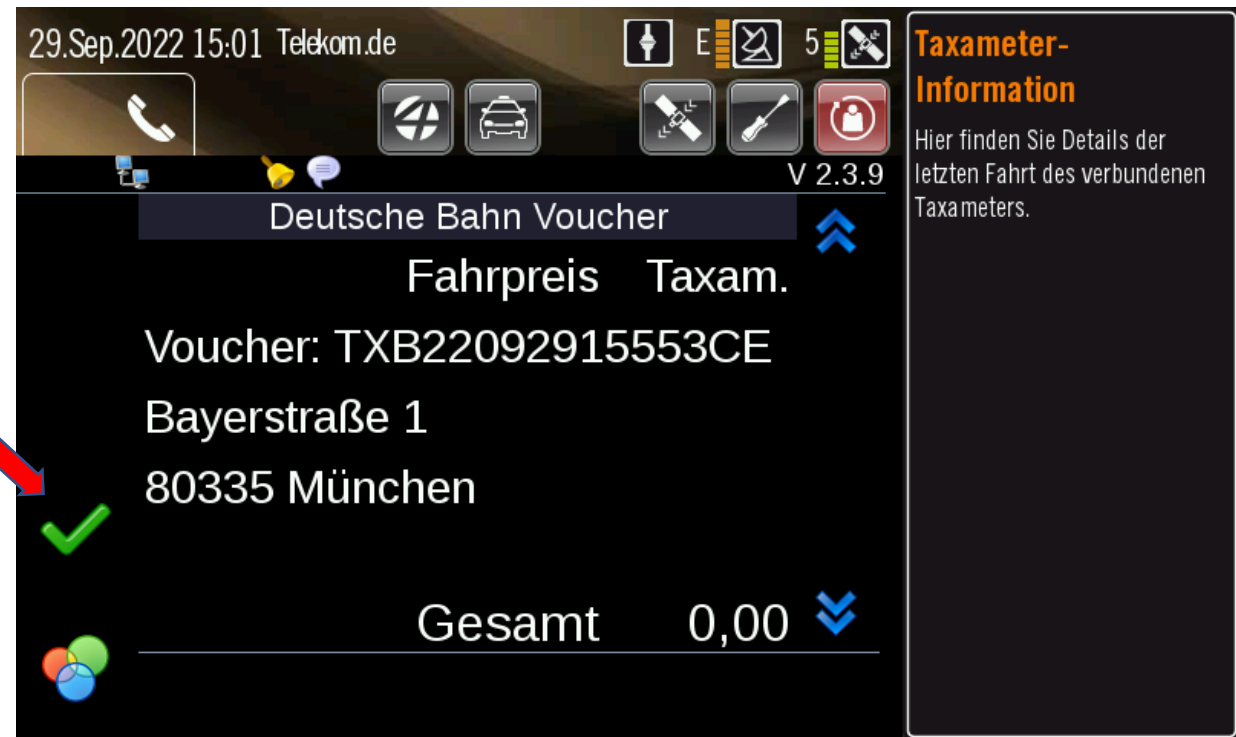 29.Sep.2022 15:01 Telekom.de E 5
V 2.3.9
Deutsche Bahn Voucher
Fahrpreis Taxam.
Voucher: TXB22092915553CE
Bayerstraße 1
80335 München
Gesamt 0,00
Taxameter-
Information
Hier finden Sie Details der
letzten Fahrt des verbundenen
Taxameters.